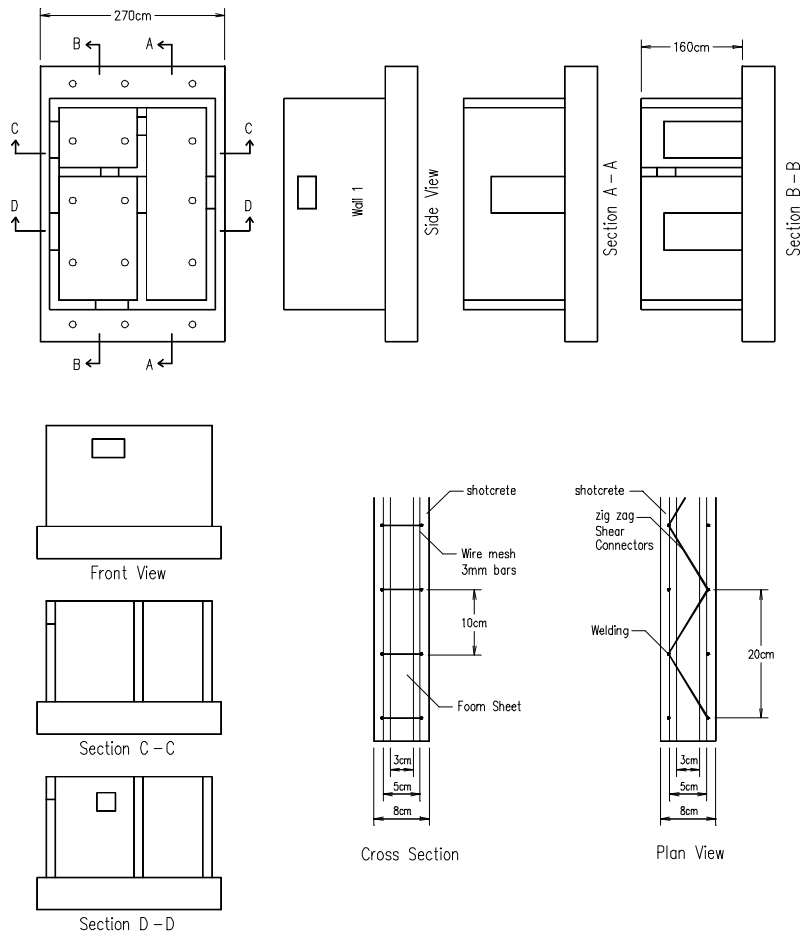 270cm
B
A
C
C
D
D
B
A
Wall 1
Side View
Section A-A
160cm
Section B-B
Front View
Section C-C
Section D-D
shotcrete
Wire mesh
3mm bars
10cm
Foom Sheet
3cm
5cm
8cm
Cross Section
shotcrete
zig zag
Shear
Connectors
Welding
20cm
3cm
5cm
8cm
Plan View